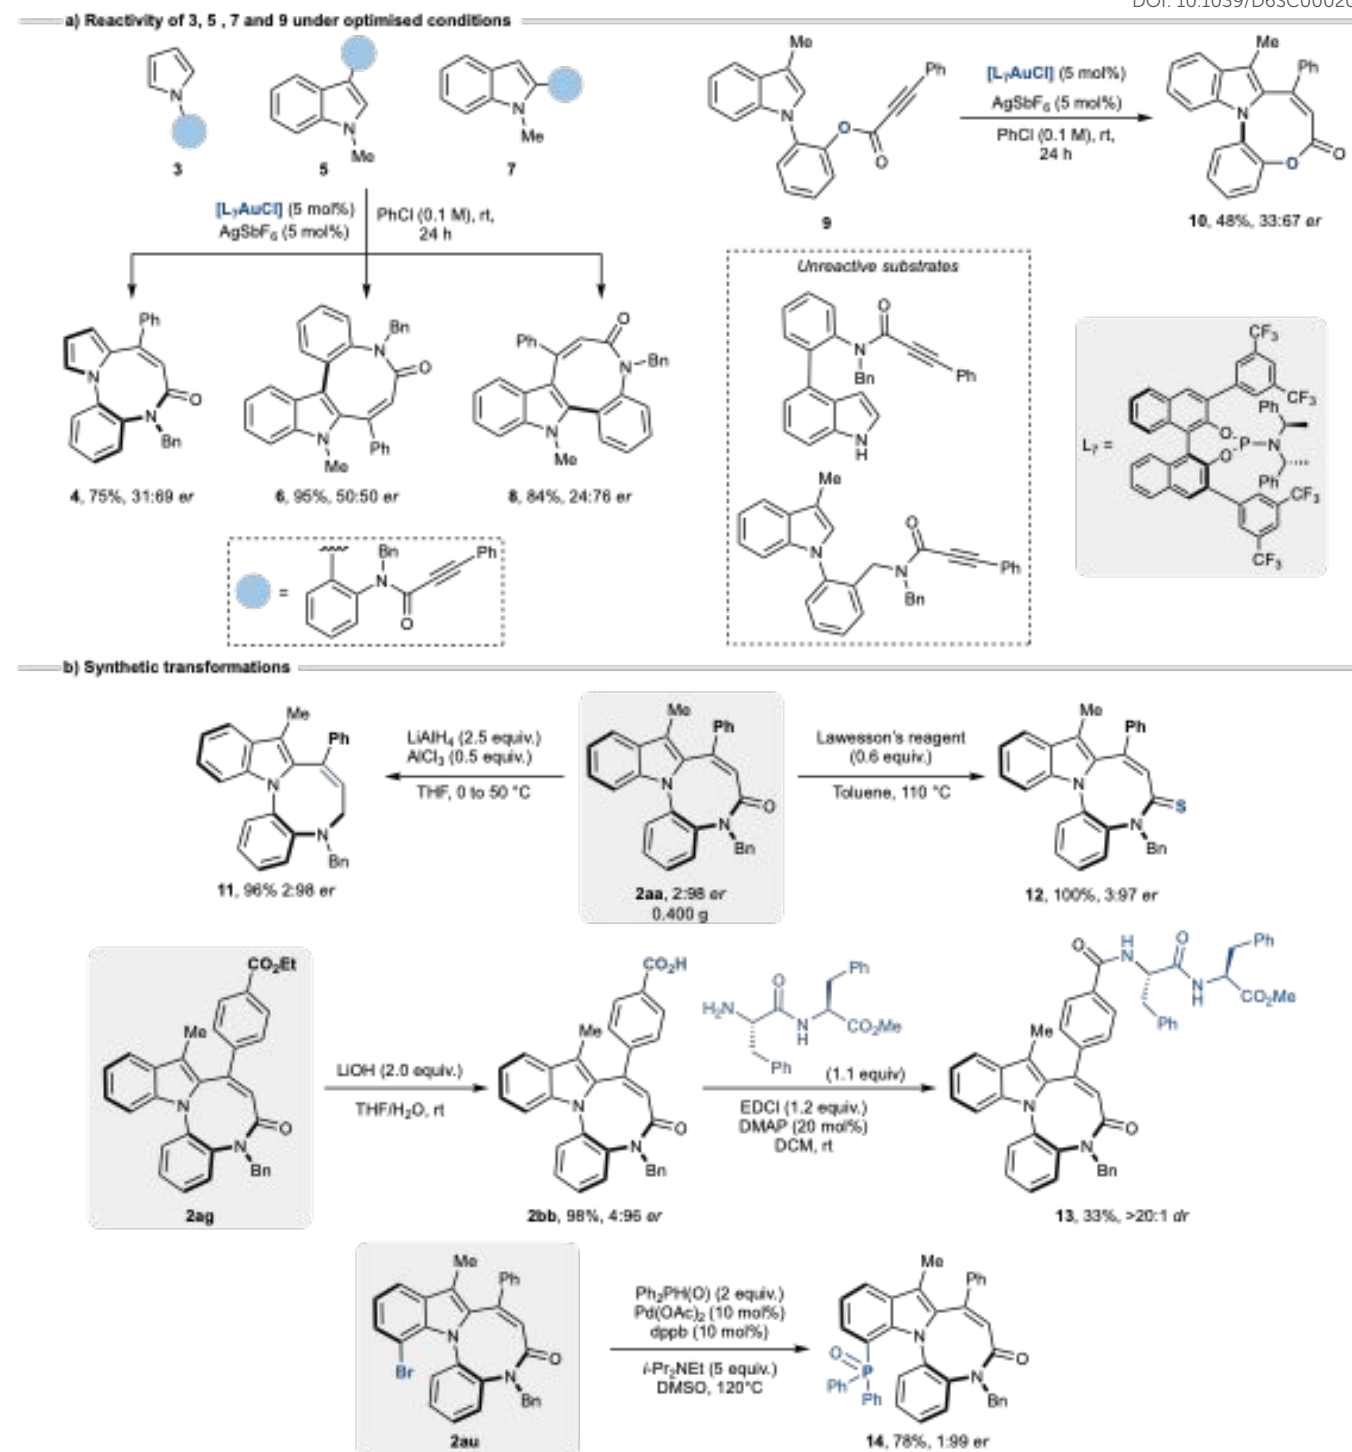 DOI: 10.1039/D6SC00020
a) Reactivity of 3, 5 , 7 and 9 under optimised conditions
N
3
N
Me
5
N
Me
7
[L₇AuCl] (5 mol%)
AgSbF₆ (5 mol%)
PhCl (0.1 M), rt,
24 h
Ph
N
O
N
Bn
4, 75%, 31:69 er
Bn
N
O
N
Me
Ph
6, 95%, 50:50 er
Ph
O
N
Bn
N
Me
8, 84%, 24:76 er
=
Bn
N
O
Ph
Me
N
O
O
Ph
9
[L₇AuCl] (5 mol%)
AgSbF₆ (5 mol%)
PhCl (0.1 M), rt,
24 h
Me
Ph
N
O
O
10, 48%, 33:67 er
Unreactive substrates
O
N
Bn
Ph
N
H
Me
N
O
N
Bn
Ph
L₇ =
CF₃
CF₃
Ph
O
P
N
O
Ph
CF₃
CF₃
b) Synthetic transformations
Me
Ph
N
N
Bn
11, 96% 2:98 er
LiAlH₄ (2.5 equiv.)
AlCl₃ (0.5 equiv.)
THF, 0 to 50 °C
Me
Ph
N
O
N
Bn
2aa, 2:98 er
0.400 g
Lawesson's reagent
(0.6 equiv.)
Toluene, 110 °C
Me
Ph
N
S
N
Bn
12, 100%, 3:97 er
CO₂Et
Me
N
O
N
Bn
2ag
LiOH (2.0 equiv.)
THF/H₂O, rt
CO₂H
Me
N
O
N
Bn
2bb, 98%, 4:96 er
H₂N
O
N
H
Ph
CO₂Me
Ph
(1.1 equiv)
EDCI (1.2 equiv.)
DMAP (20 mol%)
DCM, rt
O
H
N
O
N
H
Ph
CO₂Me
Ph
Me
N
O
N
Bn
13, 33%, >20:1 dr
Me
Ph
N
Br
O
N
Bn
2au
Ph₂PH(O) (2 equiv.)
Pd(OAc)₂ (10 mol%)
dppb (10 mol%)
i-Pr₂NEt (5 equiv.)
DMSO, 120°C
Me
Ph
N
O
P
Ph
Ph
O
N
Bn
14, 78%, 1:99 er